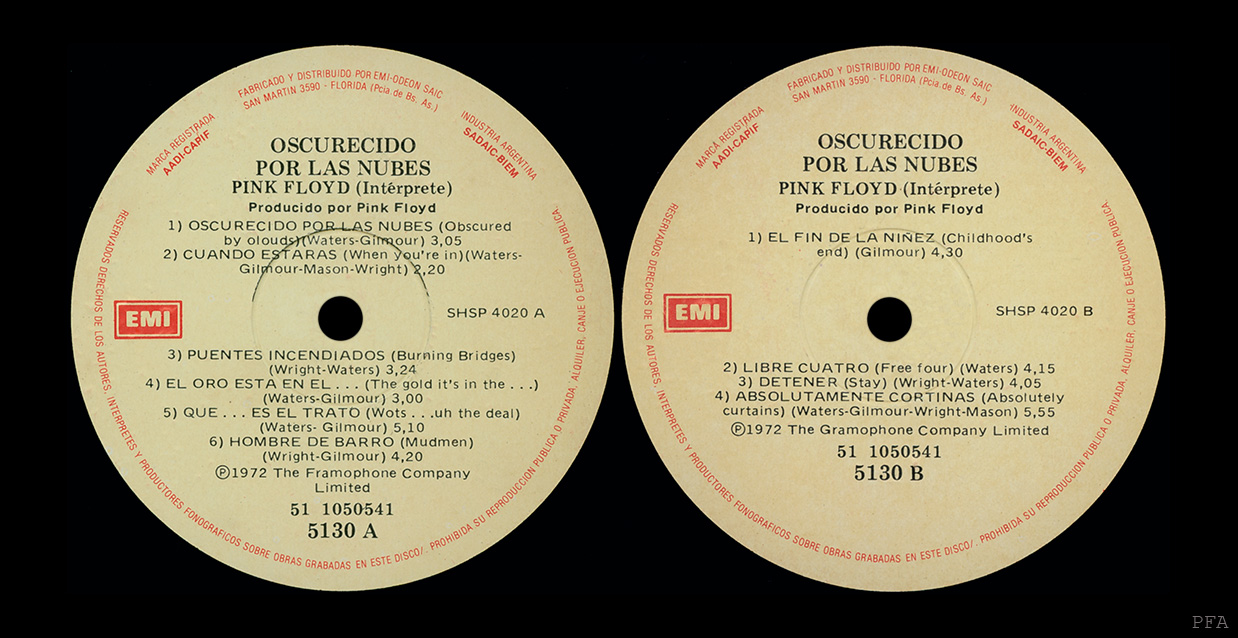 FABRICADO Y DISTRIBUIDO POR EMI-ODEON SAIC
SAN MARTIN 3590 - FLORIDA (Pcia. de Bs. As.)
MARCA REGISTRADA
AADI-CAPIF
INDUSTRIA ARGENTINA
SADAIC-BIEM
OSCURECIDO
POR LAS NUBES
PINK FLOYD (Intérprete)
Producido por Pink Floyd
1) OSCURECIDO POR LAS NUBES (Obscured
by olouds)(Waters-Gilmour) 3,05
2) CUANDO ESTARAS (When you're in)(Waters-
Gilmour-Mason-Wright) 2,20
EMI
SHSP 4020 A
3) PUENTES INCENDIADOS (Burning Bridges)
(Wright-Waters) 3,24
4) EL ORO ESTA EN EL . . . (The gold it's in the . . .)
(Waters-Gilmour) 3,00
5) QUE . . . ES EL TRATO (Wots . . .uh the deal)
(Waters- Gilmour) 5,10
6) HOMBRE DE BARRO (Mudmen)
(Wright-Gilmour) 4,20
Ⓟ1972 The Framophone Company
Limited
51 1050541
5130 A
RESERVADOS DERECHOS DE LOS AUTORES, INTERPRETES Y PRODUCTORES FONOGRAFICOS SOBRE OBRAS GRABADAS EN ESTE DISCO/. PROHIBIDA SU REPRODUCCION PUBLICA O PRIVADA, ALQUILER, CANJE O EJECUCION PUBLICA
FABRICADO Y DISTRIBUIDO POR EMI-ODEON SAIC
SAN MARTIN 3590 - FLORIDA (Pcia. de Bs. As.)
MARCA REGISTRADA
AADI-CAPIF
INDUSTRIA ARGENTINA
SADAIC-BIEM
OSCURECIDO
POR LAS NUBES
PINK FLOYD (Intérprete)
Producido por Pink Floyd
1) EL FIN DE LA NIÑEZ (Childhood's
end) (Gilmour) 4,30
EMI
SHSP 4020 B
2) LIBRE CUATRO (Free four) (Waters) 4,15
3) DETENER (Stay) (Wright-Waters) 4,05
4) ABSOLUTAMENTE CORTINAS (Absolutely
curtains) (Waters-Gilmour-Wright-Mason) 5,55
Ⓟ1972 The Gramophone Company Limited
51 1050541
5130 B
RESERVADOS DERECHOS DE LOS AUTORES, INTERPRETES Y PRODUCTORES FONOGRAFICOS SOBRE OBRAS GRABADAS EN ESTE DISCO/. PROHIBIDA SU REPRODUCCION PUBLICA O PRIVADA, ALQUILER, CANJE O EJECUCION PUBLICA
PFA